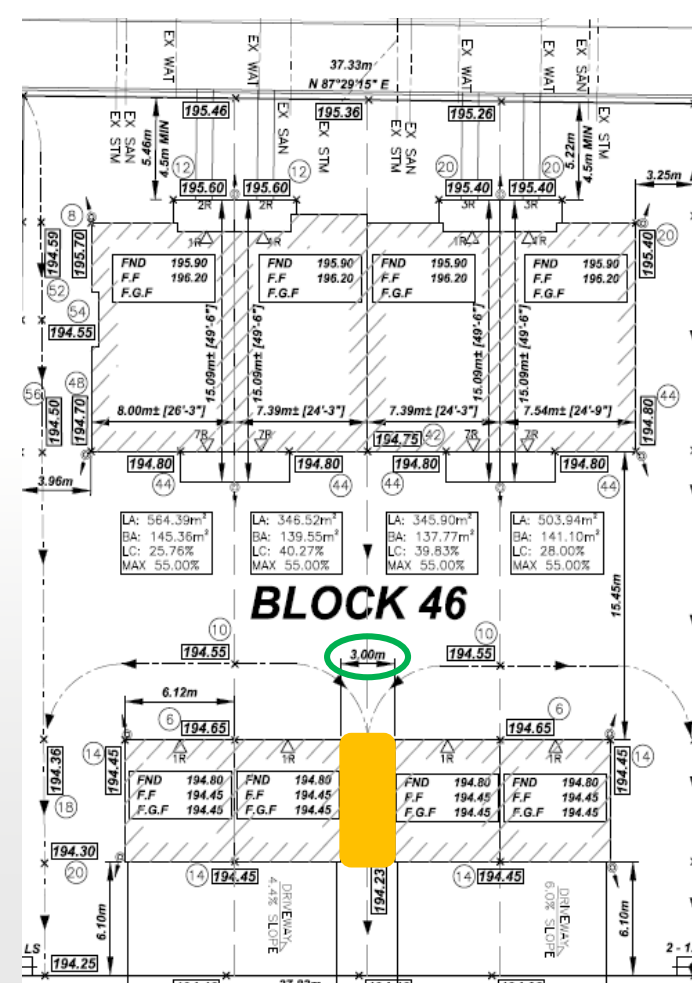 EX WAT
EX STM
EX SAN
EX WAT
EX SAN
EX STM
37.33m
N 87°29'15" E
EX STM
EX SAN
EX WAT
EX WAT
EX SAN
EX STM
195.46
195.36
195.26
5.46m
4.5m MIN
5.22m
4.5m MIN
12
12
20
20
3.25m
195.60
195.60
195.40
195.40
2R
2R
3R
3R
8
20
1R
1R
1R
1R
194.59
195.70
195.40
FND 195.90
F.F 196.20
F.G.F
FND 195.90
F.F 196.20
F.G.F
FND 195.90
F.F 196.20
F.G.F
FND 195.90
F.F 196.20
F.G.F
52
54
194.55
15.09m± [49'-6"]
15.09m± [49'-6"]
15.09m± [49'-6"]
15.09m± [49'-6"]
56
48
44
194.50
194.70
194.80
8.00m± [26'-3"]
7.39m± [24'-3"]
7.39m± [24'-3"]
7.54m± [24'-9"]
7R
7R
194.75
42
7R
7R
194.80
194.80
194.80
194.80
3.96m
44
44
44
44
LA: 564.39m²
BA: 145.36m²
LC: 25.76%
MAX 55.00%
LA: 346.52m²
BA: 139.55m²
LC: 40.27%
MAX 55.00%
LA: 345.90m²
BA: 137.77m²
LC: 39.83%
MAX 55.00%
LA: 503.94m²
BA: 141.10m²
LC: 28.00%
MAX 55.00%
BLOCK 46
15.45m
10
10
194.55
3.00m
194.55
6.12m
6
6
194.65
194.65
194.36
14
194.45
1R
1R
1R
1R
194.45
14
18
FND 194.80
F.F 194.45
F.G.F 194.45
FND 194.80
F.F 194.45
F.G.F 194.45
FND 194.80
F.F 194.45
F.G.F 194.45
FND 194.80
F.F 194.45
F.G.F 194.45
194.30
20
14
194.45
194.23
14
194.45
6.10m
DRIVEWAY
4.4% SLOPE
DRIVEWAY
6.0% SLOPE
6.10m
LS
194.25